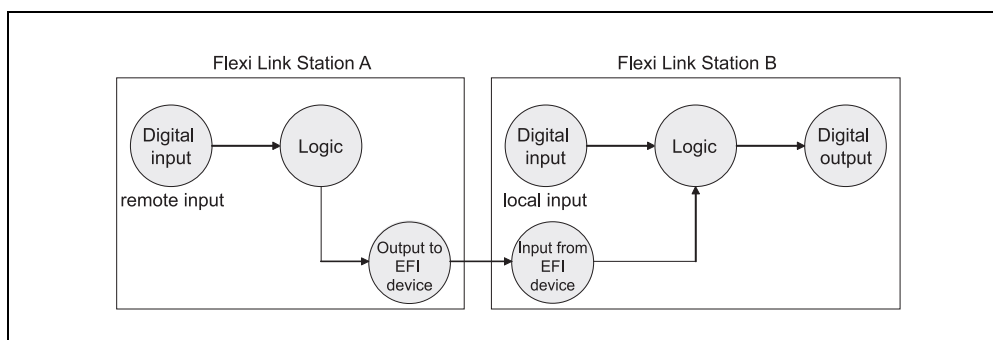 Flexi Link Station A
Digital
input
remote input
Logic
Output to
EFI
device
Flexi Link Station B
Digital
input
local input
Logic
Digital
output
Input from
EFI
device